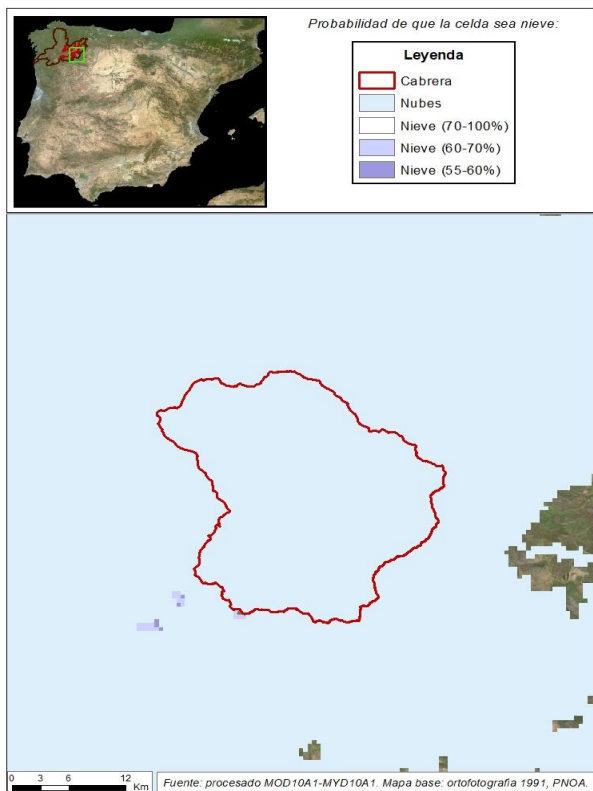 Probabilidad de que la celda sea nieve:
Leyenda
Cabrera
Nubes
Nieve (70-100%)
Nieve (60-70%)
Nieve (55-60%)
0 3 6 12
Km
Fuente: procesado MOD10A1-MYD10A1. Mapa base: ortofotografía 1991, PNOA.